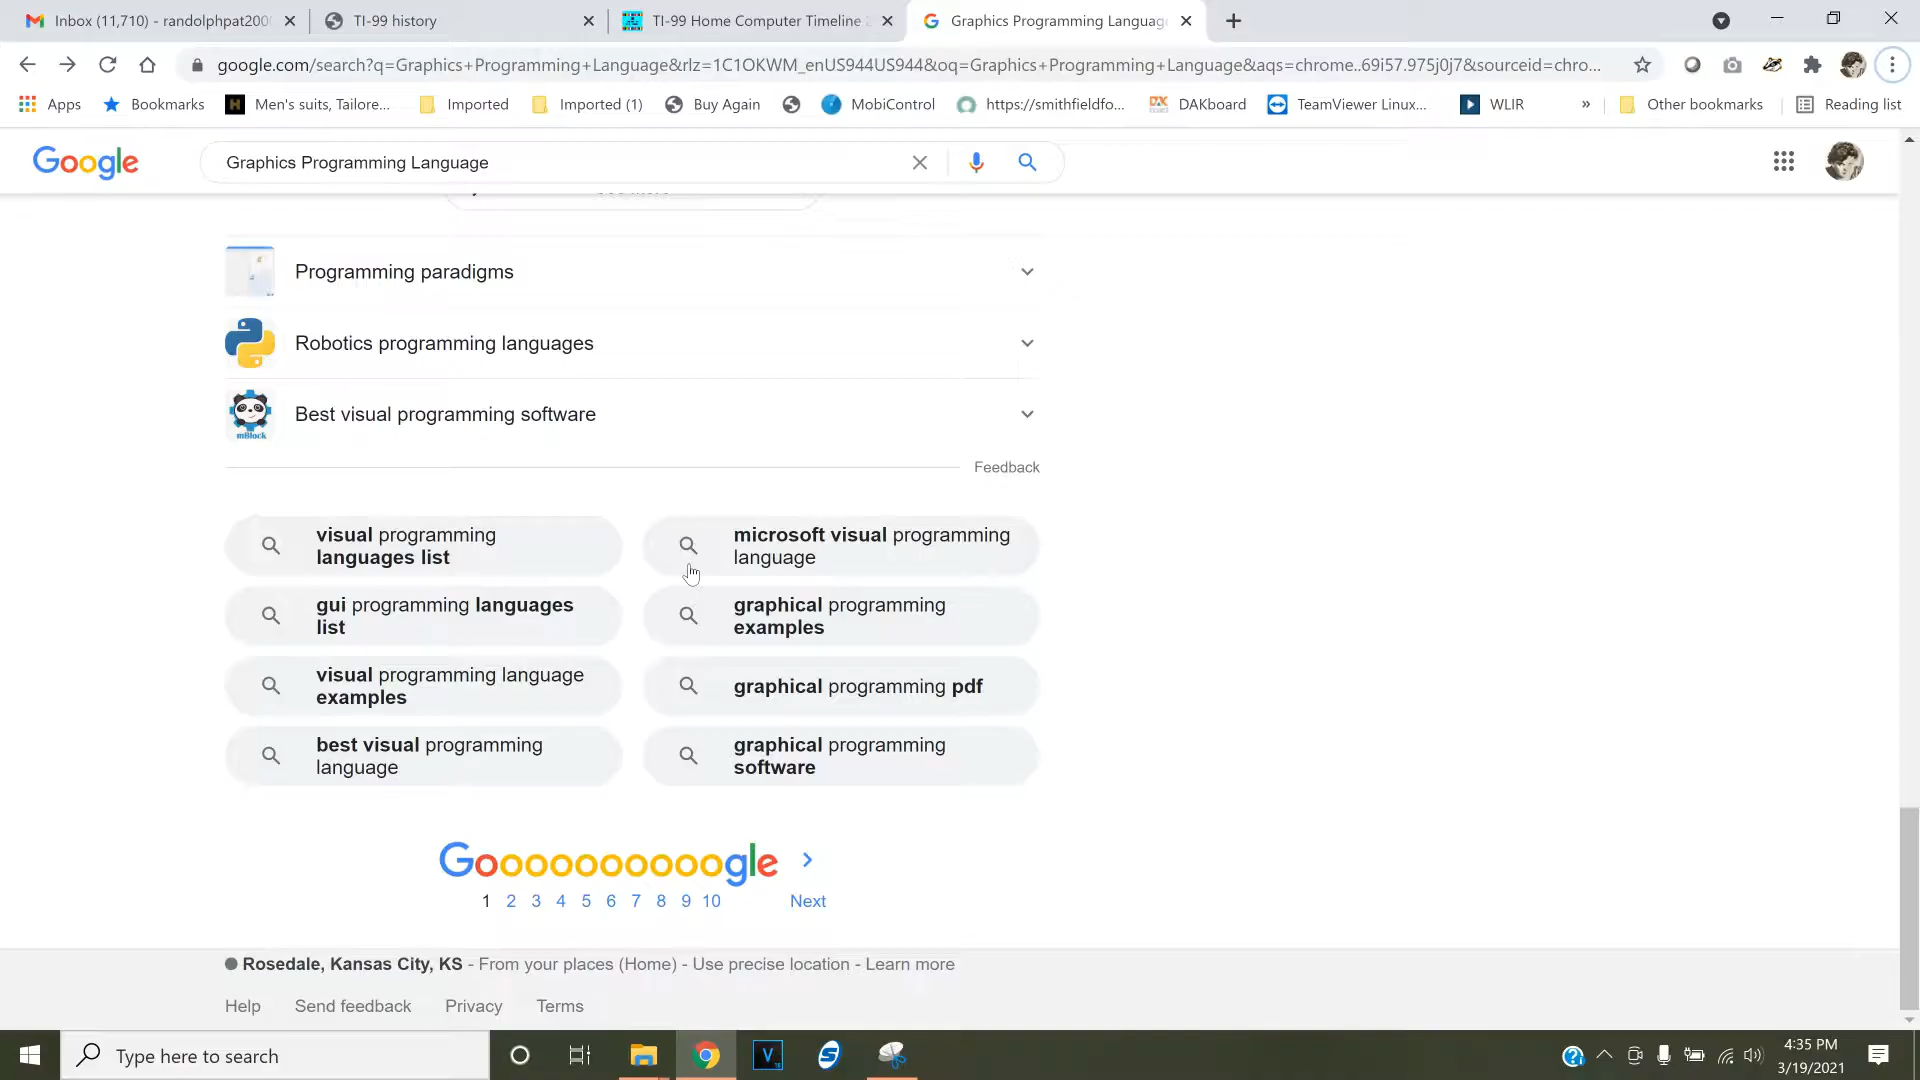 Inbox (11,710) - randolphpat200
TI-99 history
TI-99 Home Computer Timeline
Graphics Programming Languag
google.com/search?q=Graphics+Programming+Language&rlz=1C1OKWM_enUS944US944&oq=Graphics+Programming+Language&aqs=chrome..69i57.975j0j7&sourceid=chro...
Apps
Bookmarks
Men's suits, Tailore...
Imported
Imported (1)
Buy Again
MobiControl
https://smithfieldfo...
DAKboard
TeamViewer Linux...
WLIR
»
Other bookmarks
Reading list
Google
Graphics Programming Language
Programming paradigms
Robotics programming languages
mBlock
Best visual programming software
Feedback
visual programming
languages list
microsoft visual programming
language
gui programming languages
list
graphical programming
examples
visual programming language
examples
graphical programming pdf
best visual programming
language
graphical programming
software
Goooooooooogle
1 2 3 4 5 6 7 8 9 10 Next
Rosedale, Kansas City, KS - From your places (Home) - Use precise location - Learn more
Help Send feedback Privacy Terms
Type here to search
4:35 PM
3/19/2021